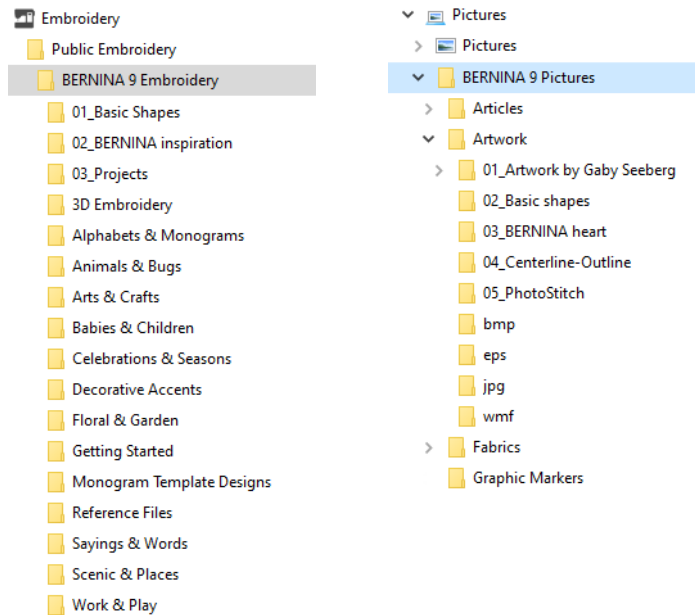 Embroidery
Public Embroidery
BERNINA 9 Embroidery
01_Basic Shapes
02_BERNINA inspiration
03_Projects
3D Embroidery
Alphabets & Monograms
Animals & Bugs
Arts & Crafts
Babies & Children
Celebrations & Seasons
Decorative Accents
Floral & Garden
Getting Started
Monogram Template Designs
Reference Files
Sayings & Words
Scenic & Places
Work & Play
Pictures
Pictures
BERNINA 9 Pictures
Articles
Artwork
01_Artwork by Gaby Seeberg
02_Basic shapes
03_BERNINA heart
04_Centerline-Outline
05_PhotoStitch
bmp
eps
jpg
wmf
Fabrics
Graphic Markers